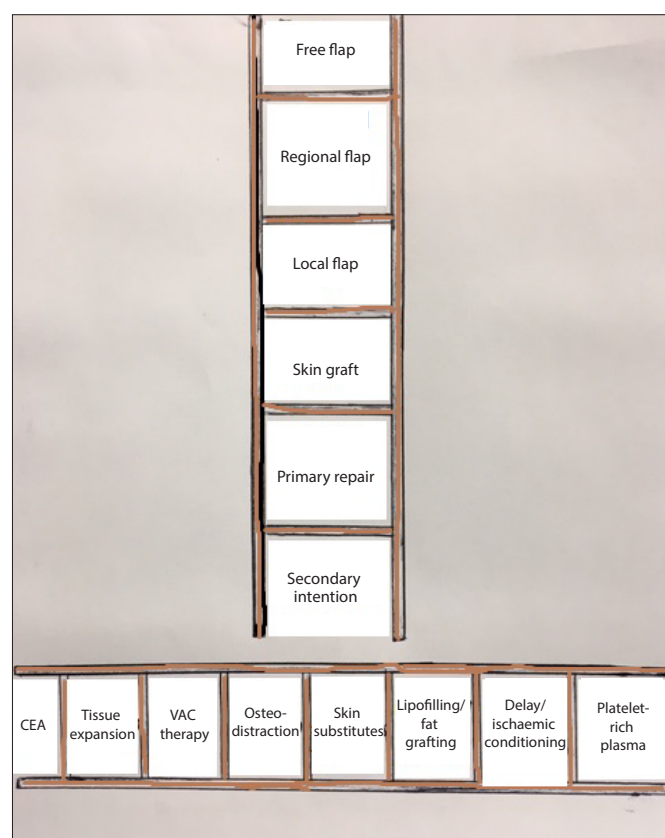 Free flap
Regional flap
Local flap
Skin graft
Primary repair
Secondary
intention
CEA
Tissue
expansion
VAC
therapy
Osteo-
distraction
Skin
substitutes
Lipofilling/
fat
grafting
Delay/
ischaemic
conditioning
Platelet-
rich
plasma